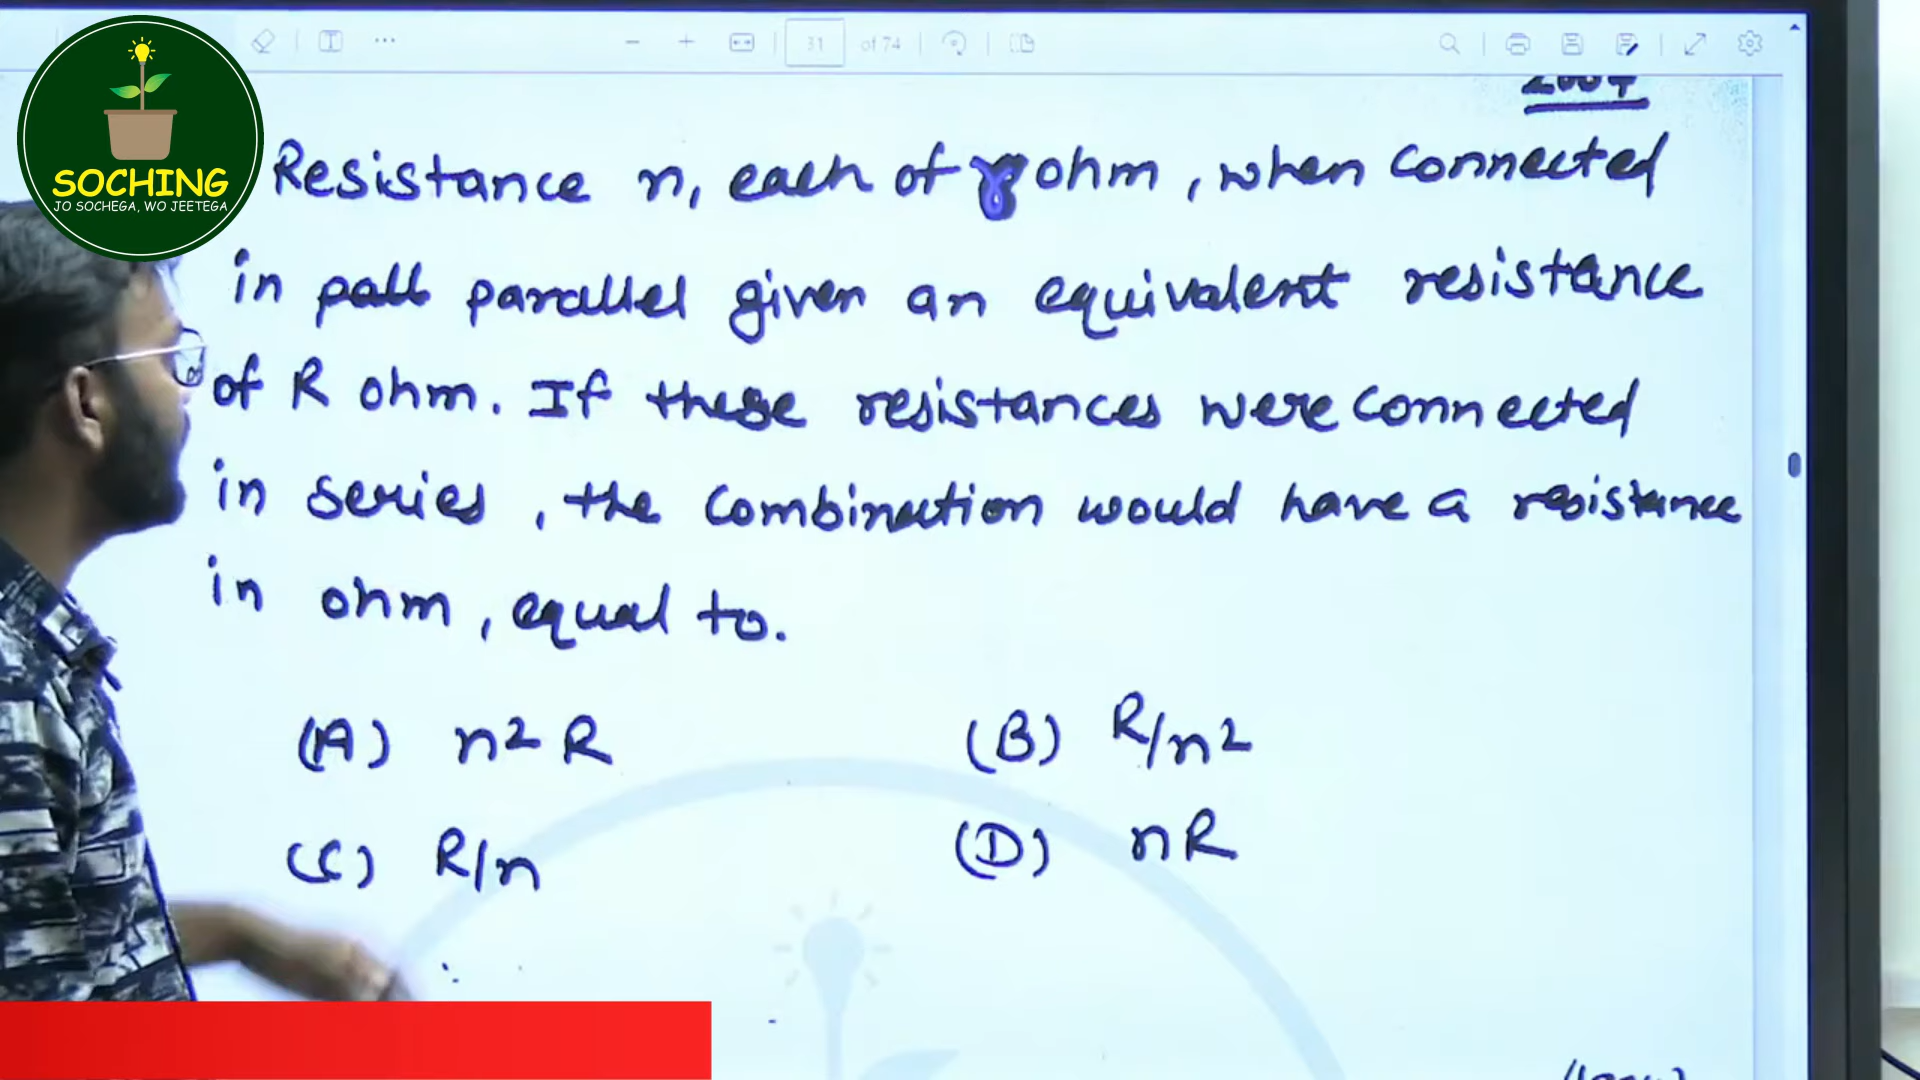 31 of 74
SOCHING
JO SOCHEGA, WO JEETEGA
Resistance n, each of r ohm, when connected
in pall parallel given an equivalent resistance
of R ohm. If these resistances were connected
in series, the combination would have a resistance
in ohm, equal to.
(A) n² R (B) R/n²
(C) R/n (D) nR